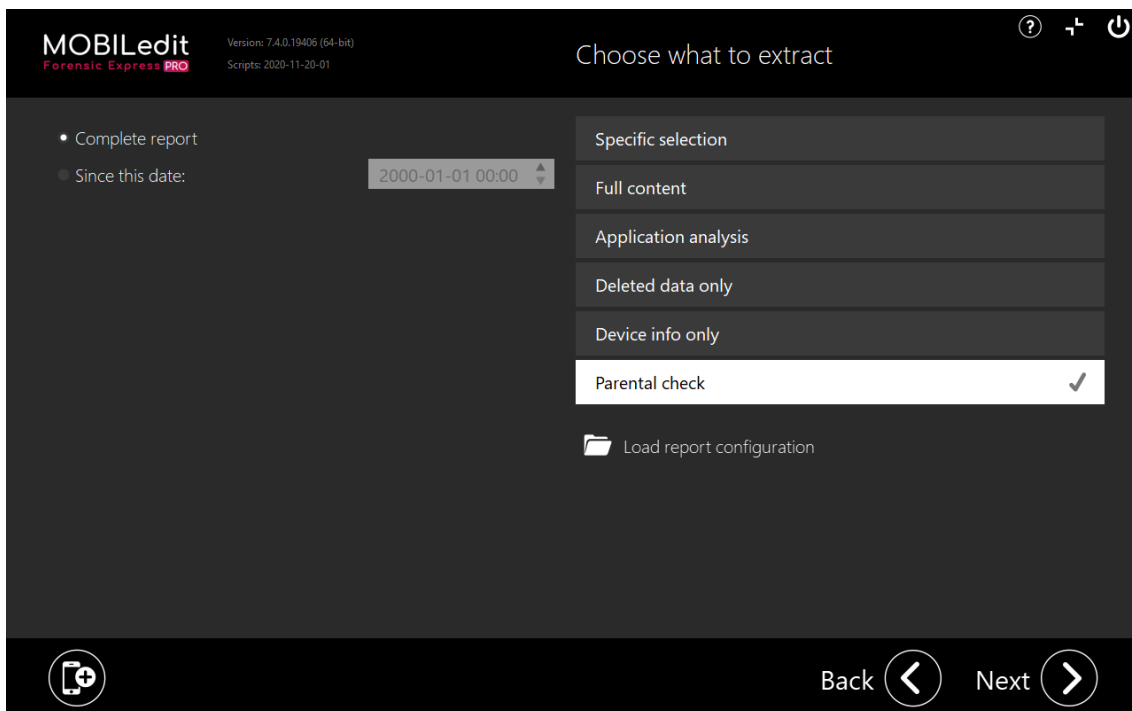 MOBILedit
Forensic Express PRO
Version: 7.4.0.19406 (64-bit)
Scripts: 2020-11-20-01
Choose what to extract
?
Complete report
Since this date:
2000-01-01 00:00
Specific selection
Full content
Application analysis
Deleted data only
Device info only
Parental check
Load report configuration
Back
Next